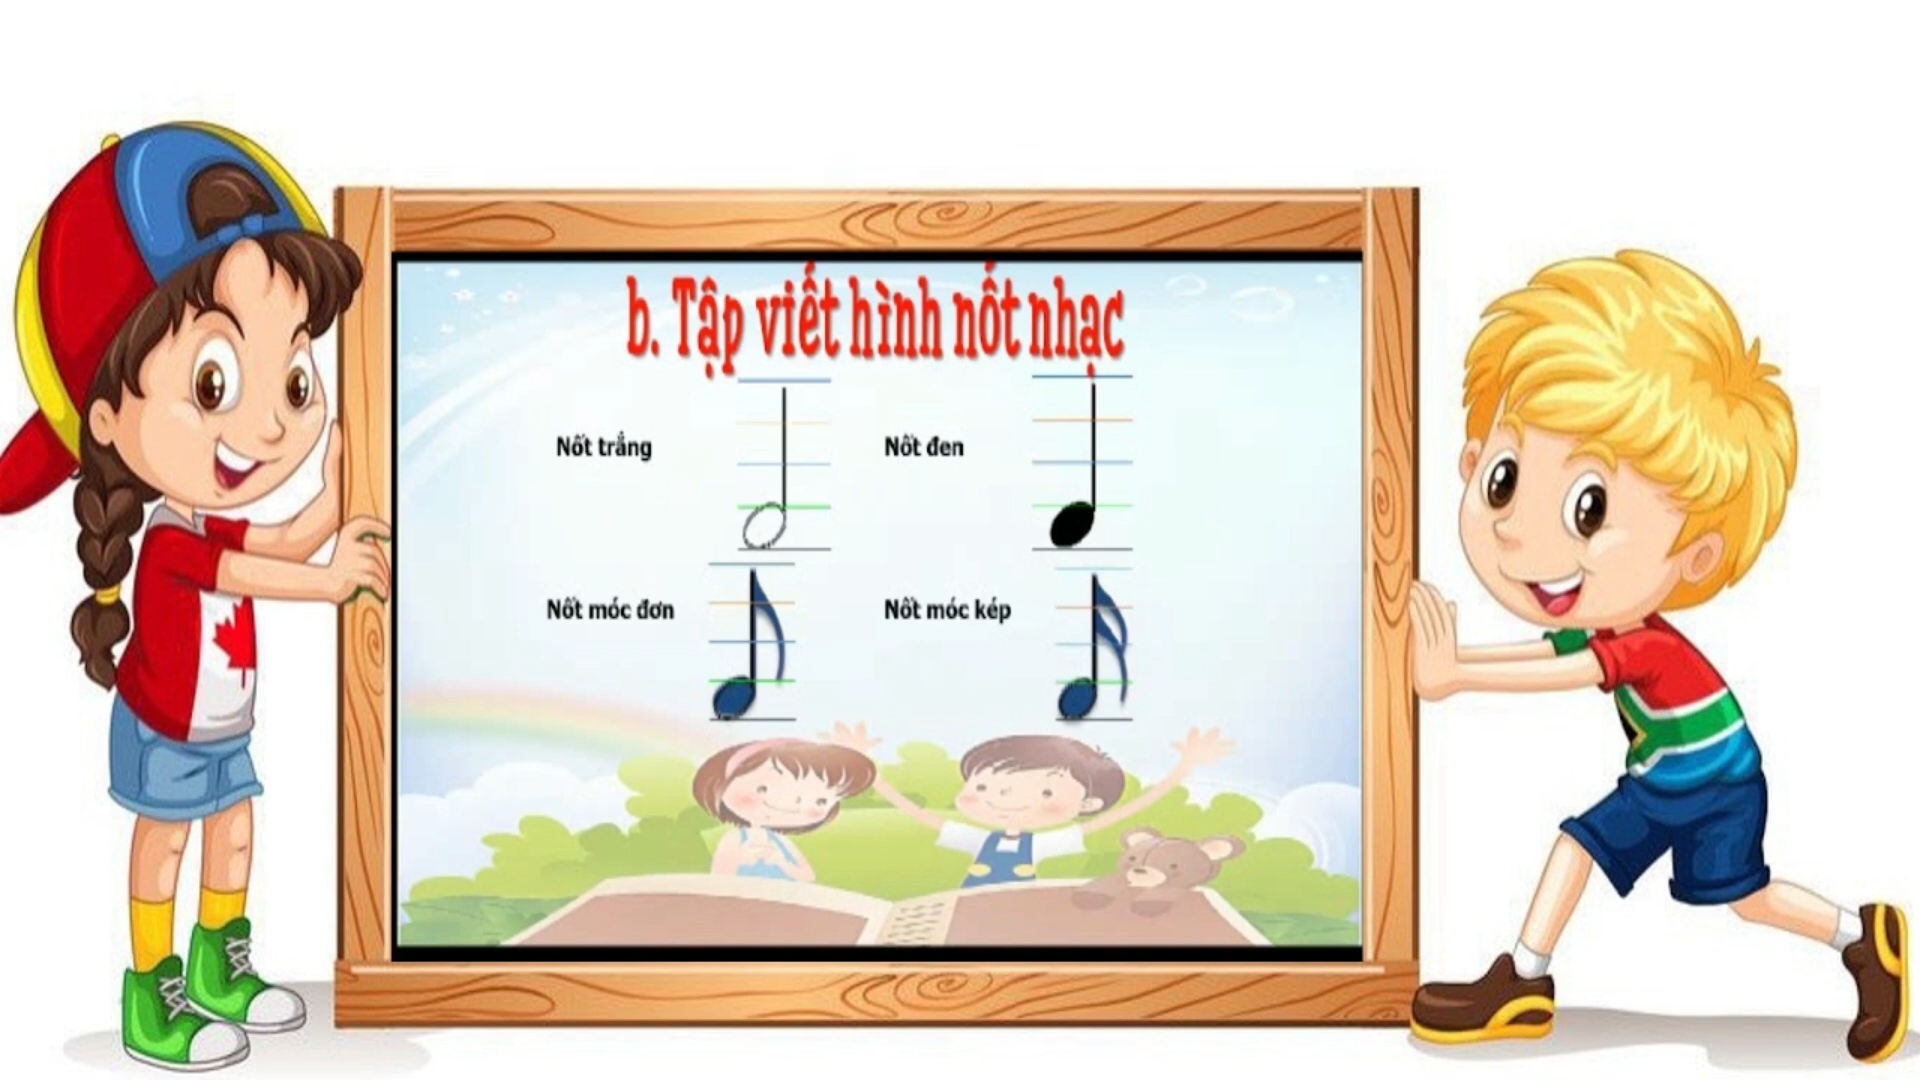 b. Tập viết hình nốt nhạc
Nốt trắng
Nốt đen
Nốt móc đơn
Nốt móc kép